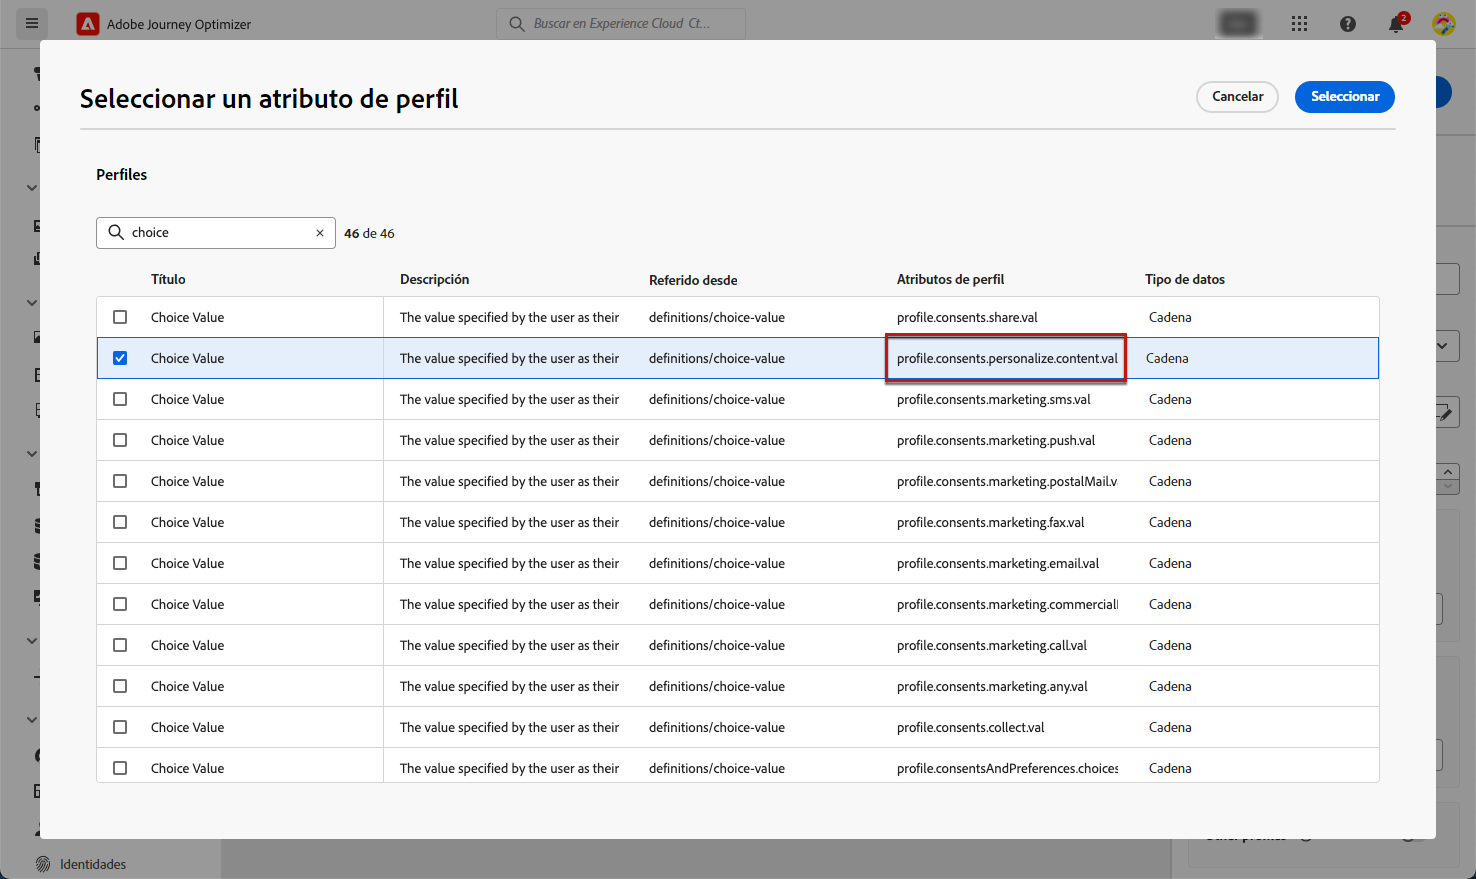 Adobe Journey Optimizer
Buscar en Experience Cloud Ct...
2
Seleccionar un atributo de perfil
Cancelar
Seleccionar
Perfiles
choice
46 de 46
Título Descripción Referido desde Atributos de perfil Tipo de datos
Choice Value The value specified by the user as their definitions/choice-value profile.consents.share.val Cadena
Choice Value The value specified by the user as their definitions/choice-value profile.consents.personalize.content.val Cadena
Choice Value The value specified by the user as their definitions/choice-value profile.consents.marketing.sms.val Cadena
Choice Value The value specified by the user as their definitions/choice-value profile.consents.marketing.push.val Cadena
Choice Value The value specified by the user as their definitions/choice-value profile.consents.marketing.postalMail.v Cadena
Choice Value The value specified by the user as their definitions/choice-value profile.consents.marketing.fax.val Cadena
Choice Value The value specified by the user as their definitions/choice-value profile.consents.marketing.email.val Cadena
Choice Value The value specified by the user as their definitions/choice-value profile.consents.marketing.commercial Cadena
Choice Value The value specified by the user as their definitions/choice-value profile.consents.marketing.call.val Cadena
Choice Value The value specified by the user as their definitions/choice-value profile.consents.marketing.any.val Cadena
Choice Value The value specified by the user as their definitions/choice-value profile.consents.collect.val Cadena
Choice Value The value specified by the user as their definitions/choice-value profile.consentsAndPreferences.choices Cadena
Identidades